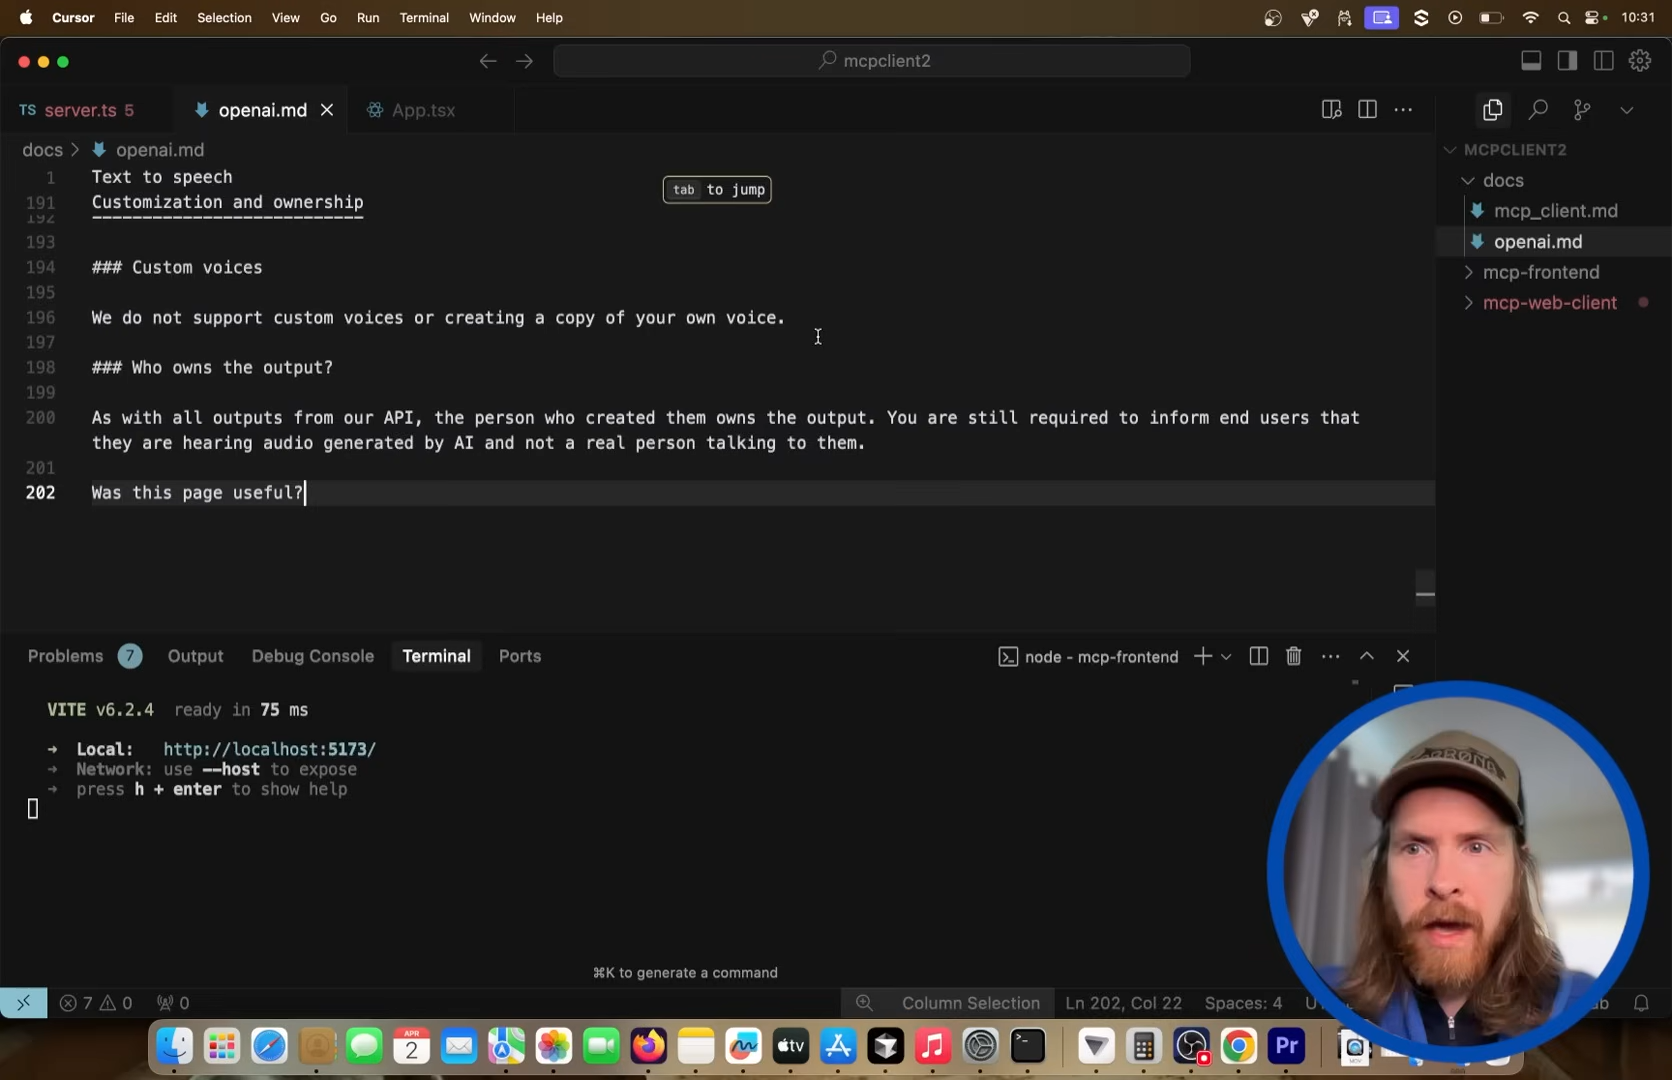 Cursor File Edit Selection View Go Run Terminal Window Help 10:31
mcpclient2
TS server.ts 5 openai.md App.tsx
docs > openai.md
1 Text to speech
tab to jump
191 Customization and ownership
192 ===========================
193
194 ### Custom voices
195
196 We do not support custom voices or creating a copy of your own voice.
197
198 ### Who owns the output?
199
200 As with all outputs from our API, the person who created them owns the output. You are still required to inform end users that
they are hearing audio generated by AI and not a real person talking to them.
201
202 Was this page useful?
MCPCLIENT2
docs
mcp_client.md
openai.md
mcp-frontend
mcp-web-client
Problems 7 Output Debug Console Terminal Ports node - mcp-frontend
VITE v6.2.4 ready in 75 ms
➜ Local: http://localhost:5173/
➜ Network: use --host to expose
➜ press h + enter to show help
⌘K to generate a command
7 0 0 Column Selection Ln 202, Col 22 Spaces: 4
APR
2
tv
Pr